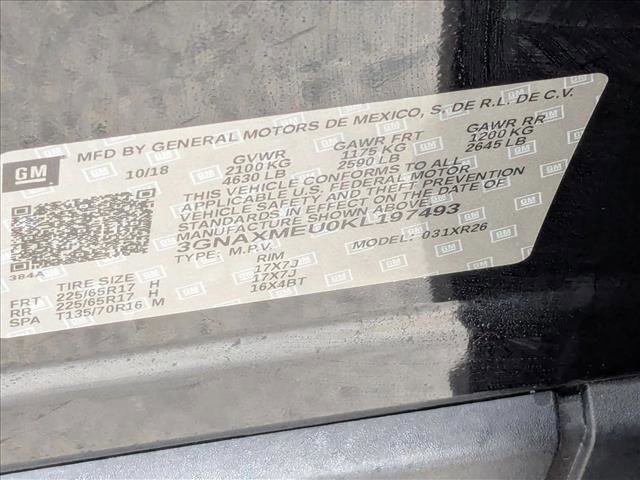 GM
MFD BY GENERAL MOTORS DE MEXICO, S. DE R.L. DE C.V.
10/18 GVWR GAWR FRT GAWR RR
2100 KG 1175 KG 1200 KG
4630 LB 2590 LB 2645 LB
THIS VEHICLE CONFORMS TO ALL
APPLICABLE U.S. FEDERAL MOTOR
VEHICLE SAFETY AND THEFT PREVENTION
STANDARDS IN EFFECT ON THE DATE OF
MANUFACTURE SHOWN ABOVE
3GNAXMEU0KL197493
TYPE: M.P.V. MODEL: 031XR26
384A
TIRE SIZE RIM
FRT 225/65R17 H 17X7J
RR 225/65R17 H 17X7J
SPA T135/70R16 M 16X4BT